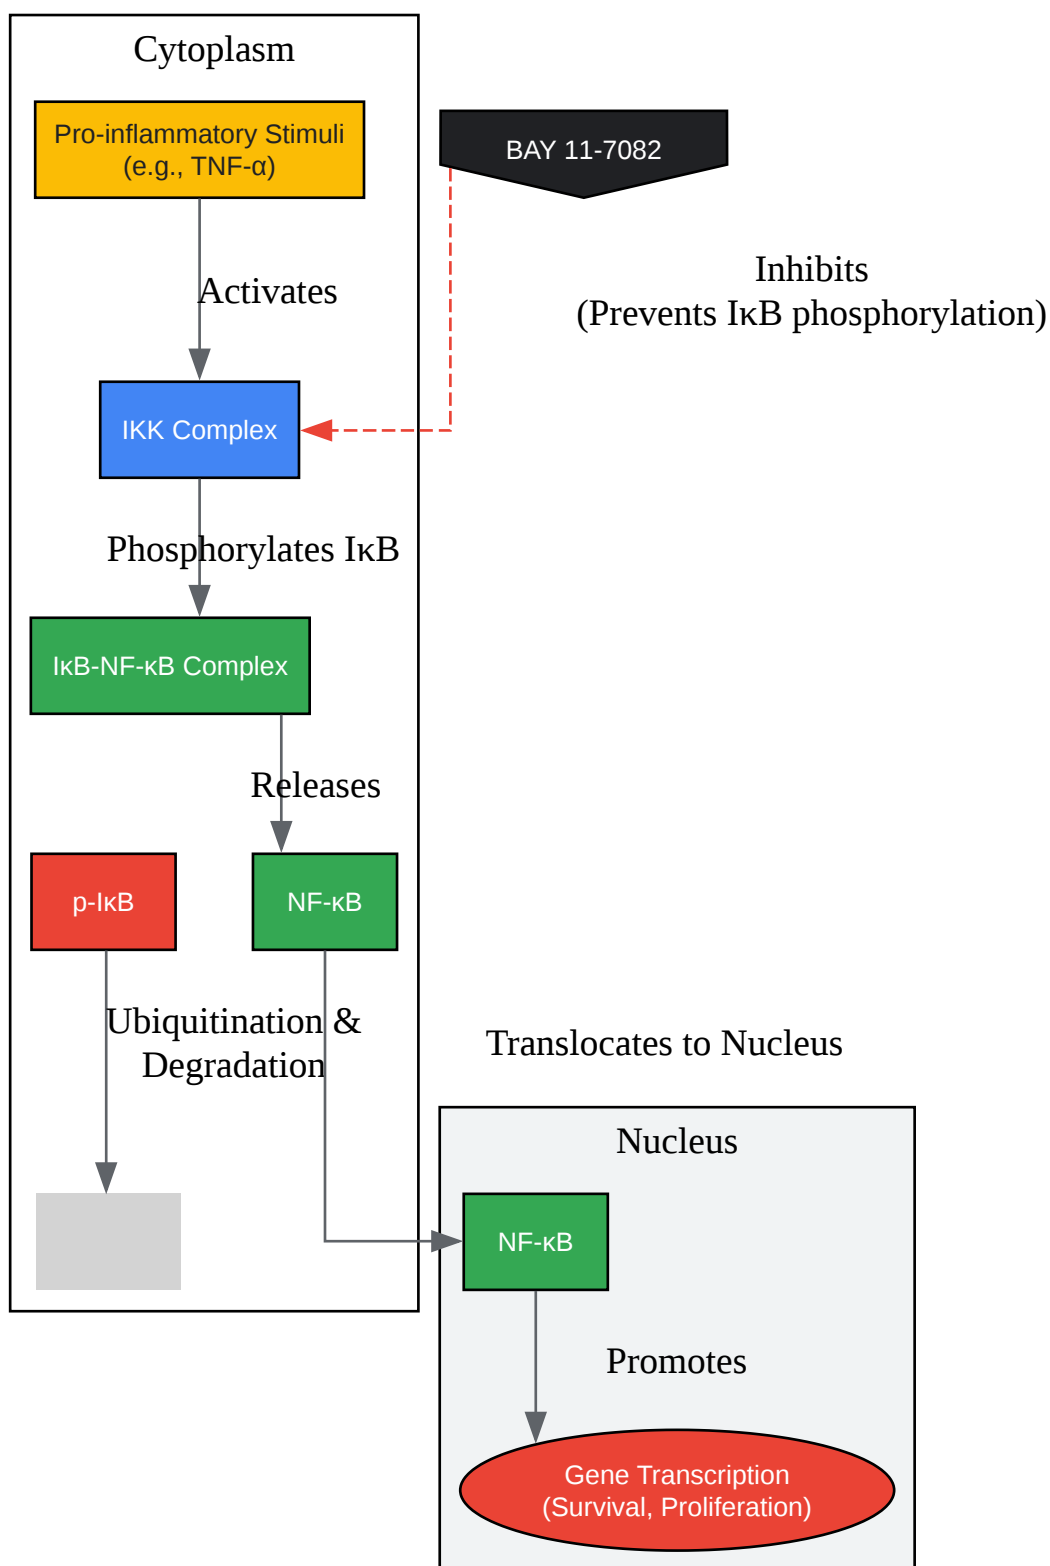 Cytoplasm
Pro-inflammatory Stimuli
(e.g., TNF-α)
BAY 11-7082
Inhibits
(Prevents IκB phosphorylation)
Activates
IKK Complex
Phosphorylates IκB
IκB-NF-κB Complex
Releases
p-IκB
NF-κB
Ubiquitination &
Degradation
Translocates to Nucleus
Nucleus
NF-κB
Promotes
Gene Transcription
(Survival, Proliferation)